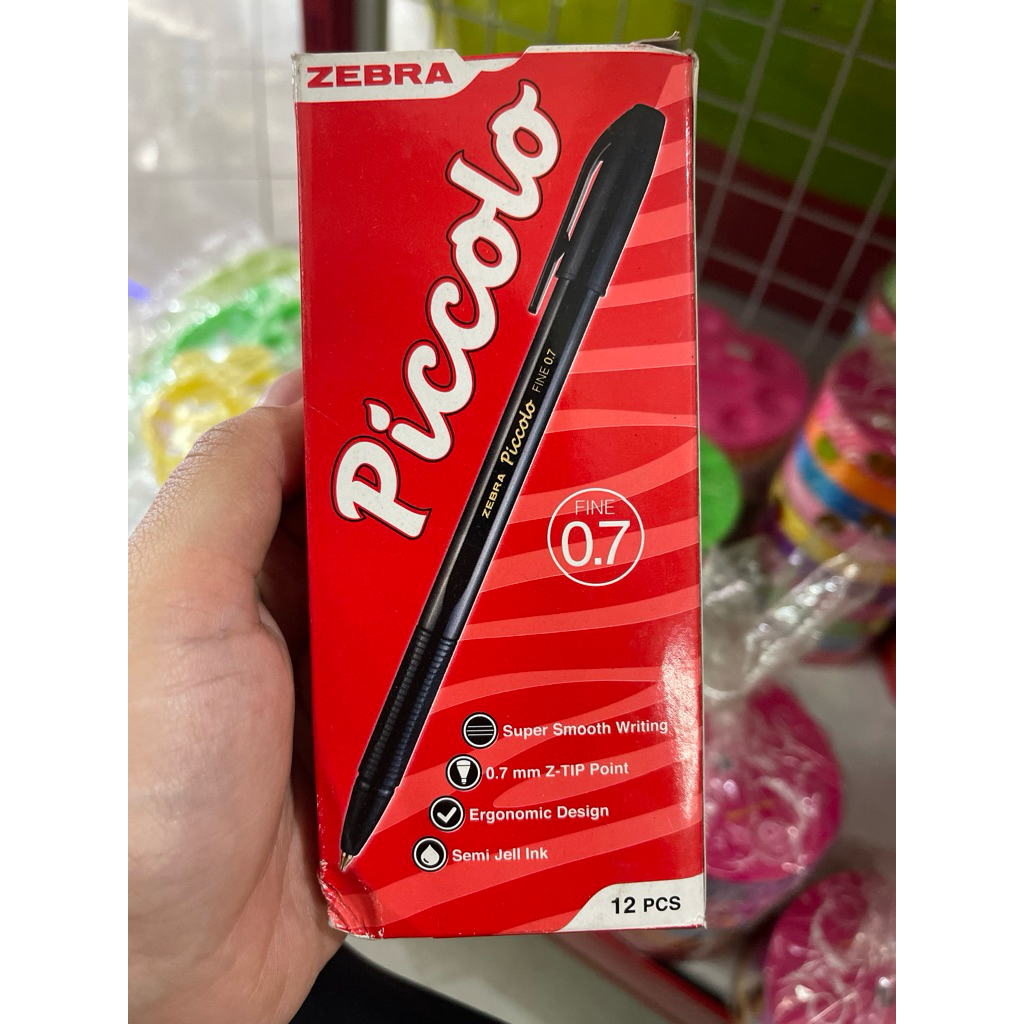 ZEBRA
Piccolo
ZEBRA Piccolo FINE 0.7
FINE
0.7
Super Smooth Writing
0.7 mm Z-TIP Point
Ergonomic Design
Semi Jell Ink
12 PCS